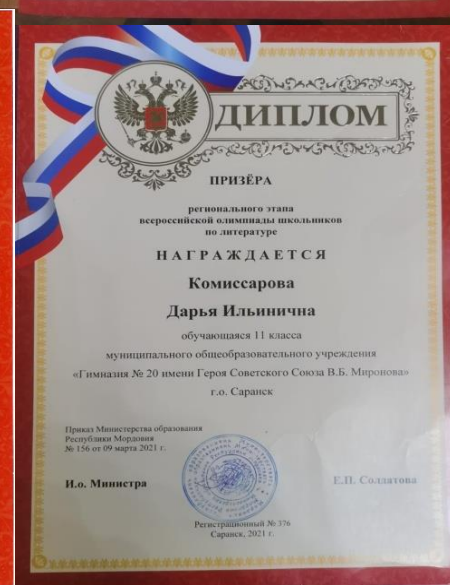 ДИПЛОМ
ПРИЗЁРА
регионального этапа
всероссийской олимпиады школьников
по литературе
НАГРАЖДАЕТСЯ
Комиссарова
Дарья Ильинична
обучающаяся 11 класса
муниципального общеобразовательного учреждения
«Гимназия № 20 имени Героя Советского Союза В.Б. Миронова»
г.о. Саранск
Приказ Министерства образования
Республики Мордовия
№ 156 от 09 марта 2021 г.
И.о. Министра
Е.П. Солдатова
Регистрационный № 376
Саранск, 2021 г.